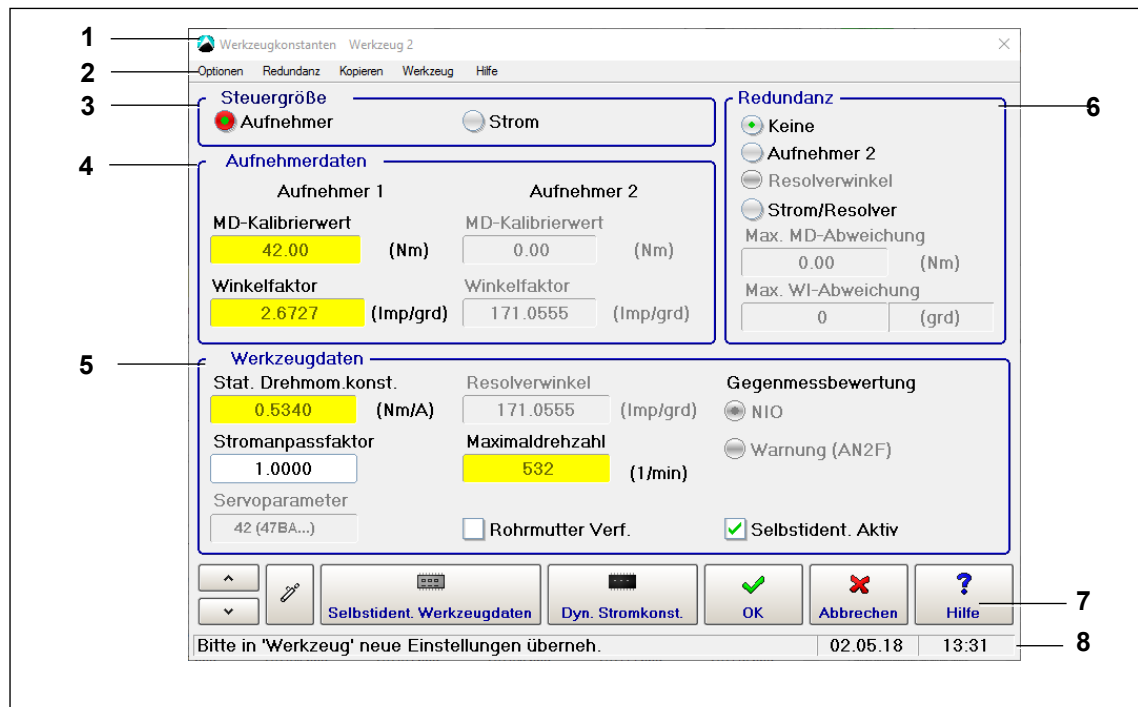 1
Werkzeugkonstanten Werkzeug 2
2
Optionen Redundanz Kopieren Werkzeug Hilfe
3
Steuergröße
Aufnehmer Strom
6
Redundanz
Keine
Aufnehmer 2
Resolverwinkel
Strom/Resolver
Max. MD-Abweichung
0.00 (Nm)
Max. WI-Abweichung
0 (grd)
4
Aufnehmerdaten
Aufnehmer 1 Aufnehmer 2
MD-Kalibrierwert MD-Kalibrierwert
42.00 (Nm) 0.00 (Nm)
Winkelfaktor Winkelfaktor
2.6727 (Imp/grd) 171.0555 (Imp/grd)
5
Werkzeugdaten
Stat. Drehmom.konst. Resolverwinkel Gegenmessbewertung
0.5340 (Nm/A) 171.0555 (Imp/grd) NIO
Stromanpassfaktor Maximaldrehzahl Warnung (AN2F)
1.0000 532 (1/min)
Servoparameter
42 (47BA...) Rohrmutter Verf. Selbstident. Aktiv
Selbstident. Werkzeugdaten Dyn. Stromkonst. OK Abbrechen Hilfe
7
Bitte in 'Werkzeug' neue Einstellungen überneh. 02.05.18 13:31
8